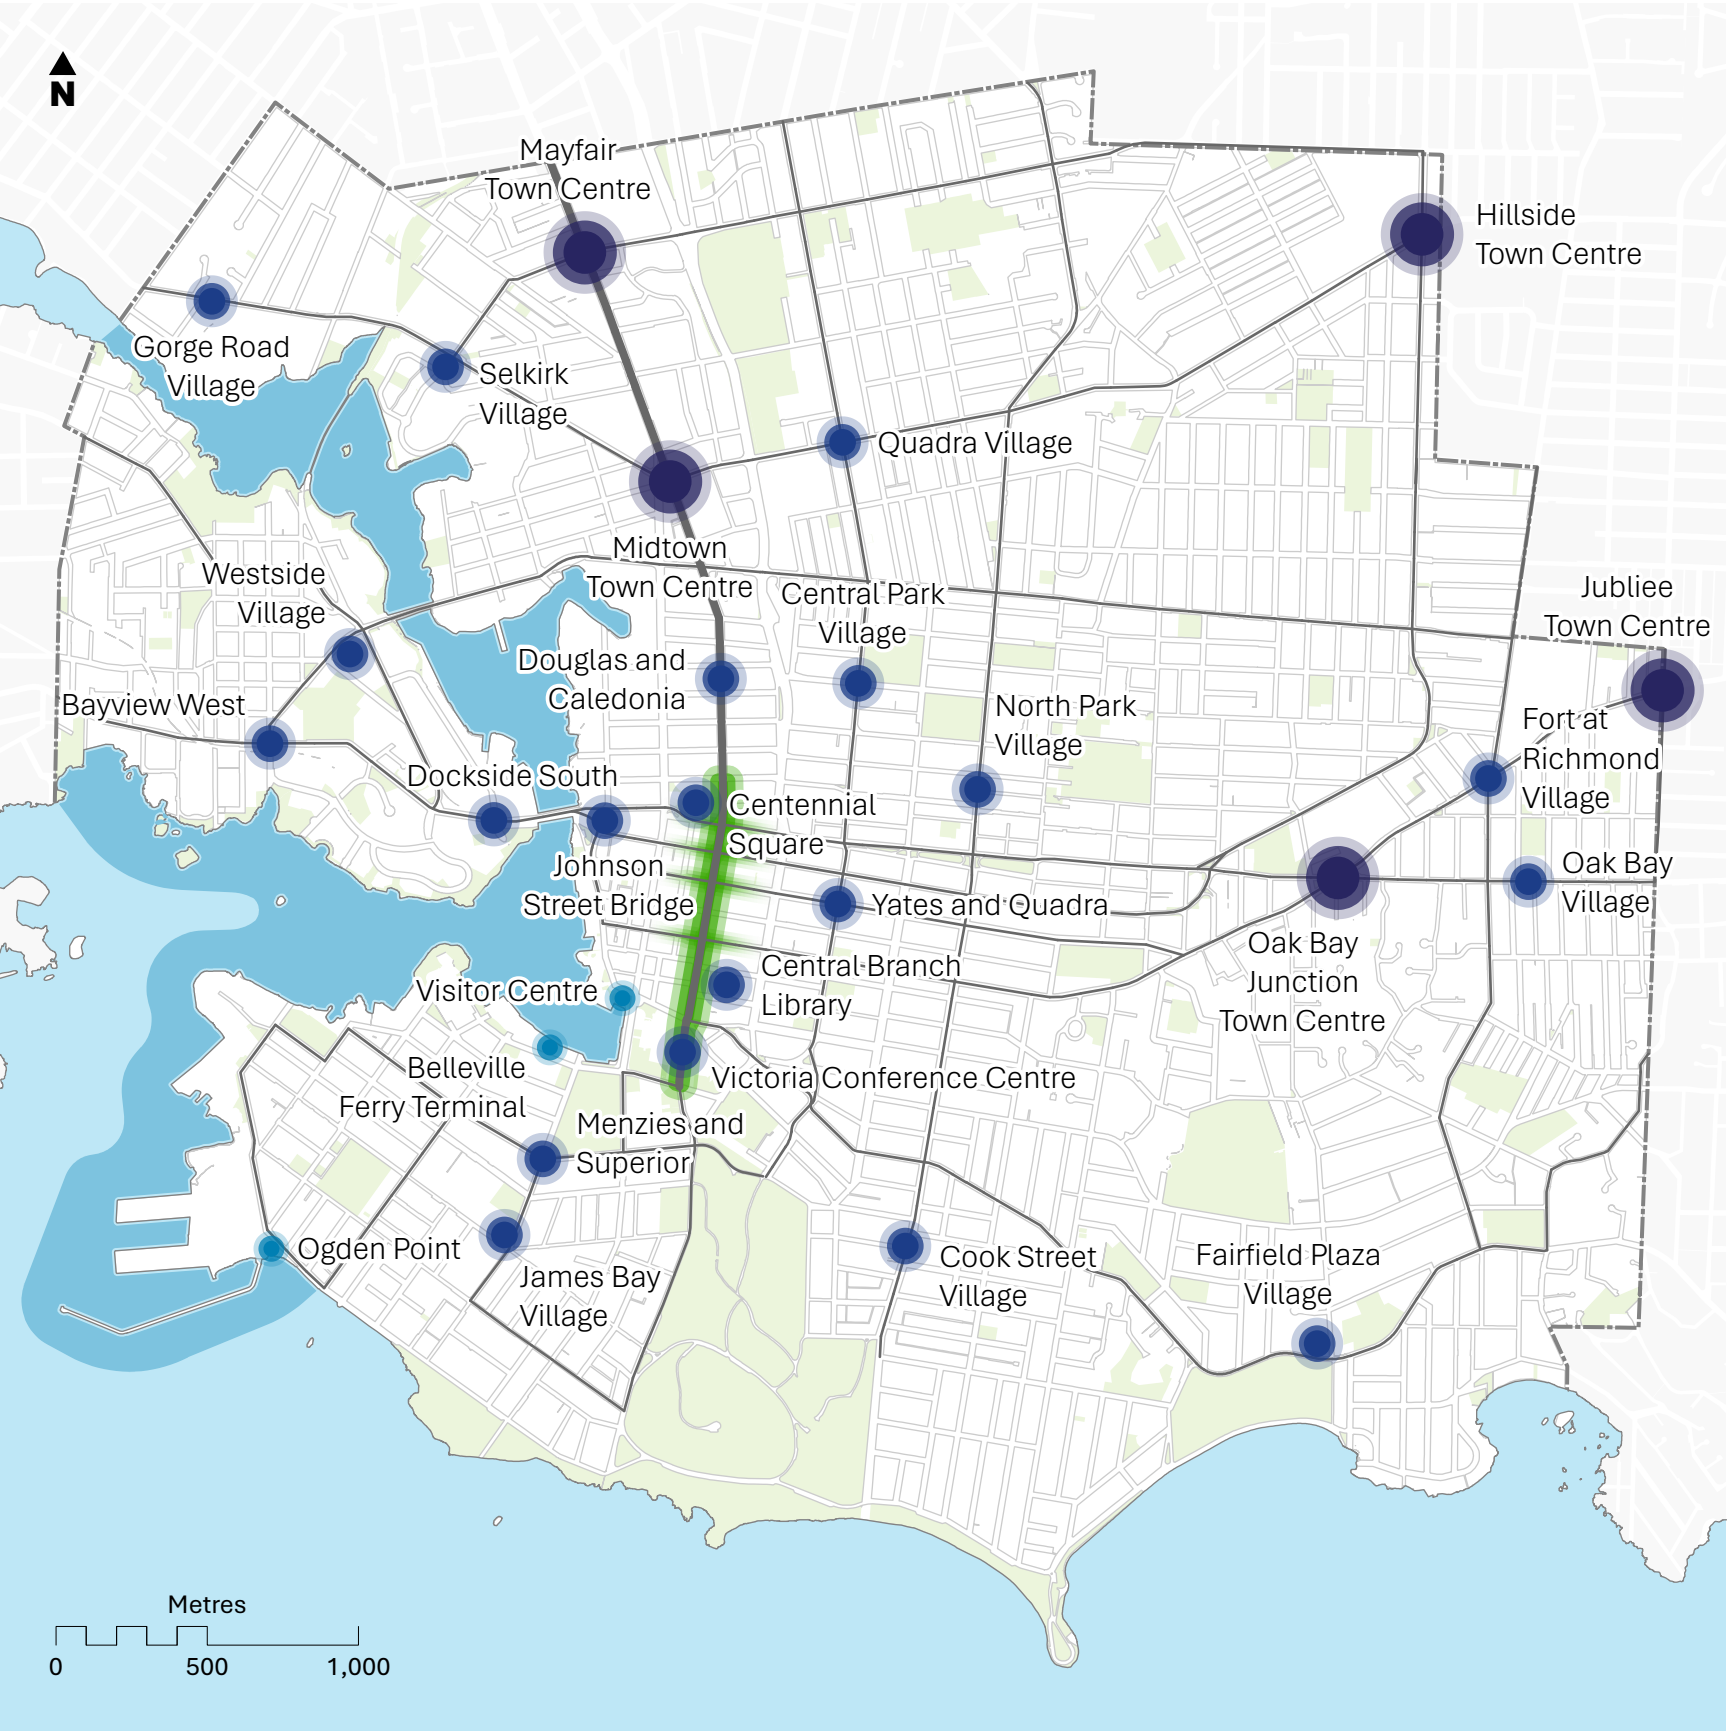 N
Mayfair
Town Centre
Hillside
Town Centre
Gorge Road
Village
Selkirk
Village
Quadra Village
Midtown
Town Centre
Westside
Village
Central Park
Village
Jubliee
Town Centre
Douglas and
Caledonia
Bayview West
North Park
Village
Fort at
Richmond
Village
Dockside South
Centennial
Square
Johnson
Street Bridge
Yates and Quadra
Oak Bay
Village
Oak Bay
Junction
Town Centre
Central Branch
Library
Visitor Centre
Belleville
Ferry Terminal
Victoria Conference Centre
Menzies and
Superior
Ogden Point
James Bay
Village
Cook Street
Village
Fairfield Plaza
Village
Metres
0 500 1,000